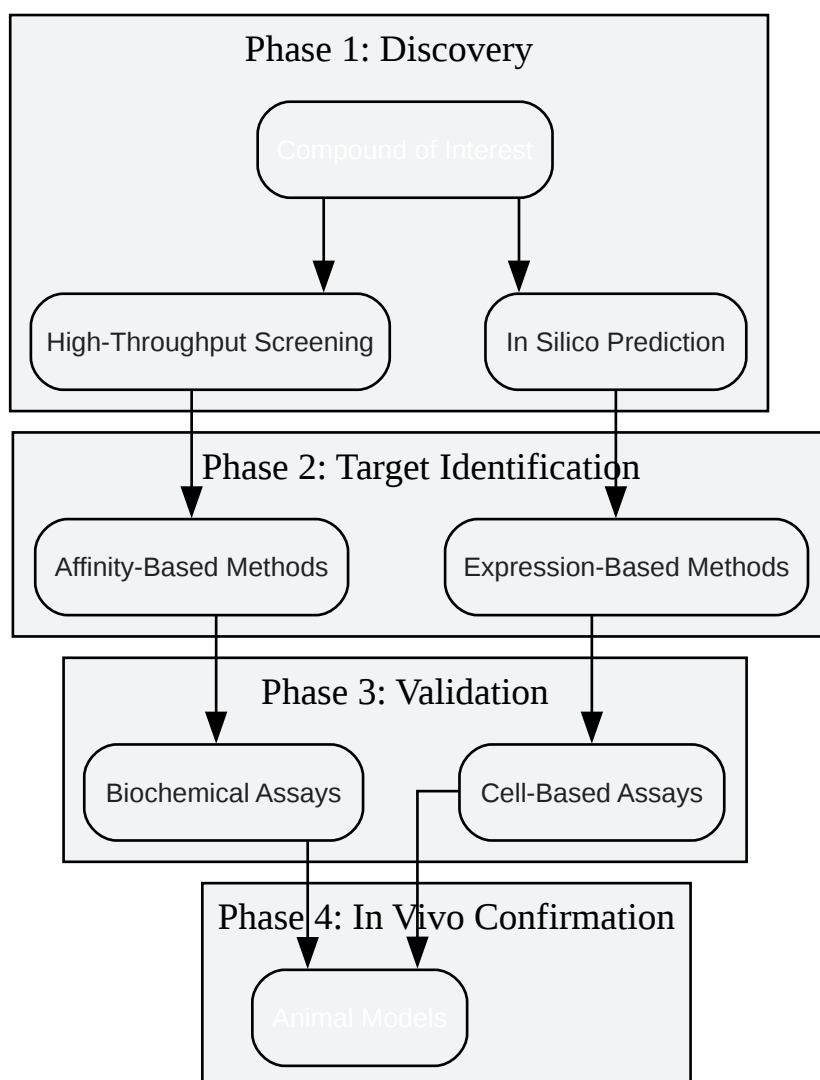 Phase 1: Discovery
Compound of Interest
High-Throughput Screening
In Silico Prediction
Phase 2: Target Identification
Affinity-Based Methods
Expression-Based Methods
Phase 3: Validation
Biochemical Assays
Cell-Based Assays
Phase 4: In Vivo Confirmation
Animal Models